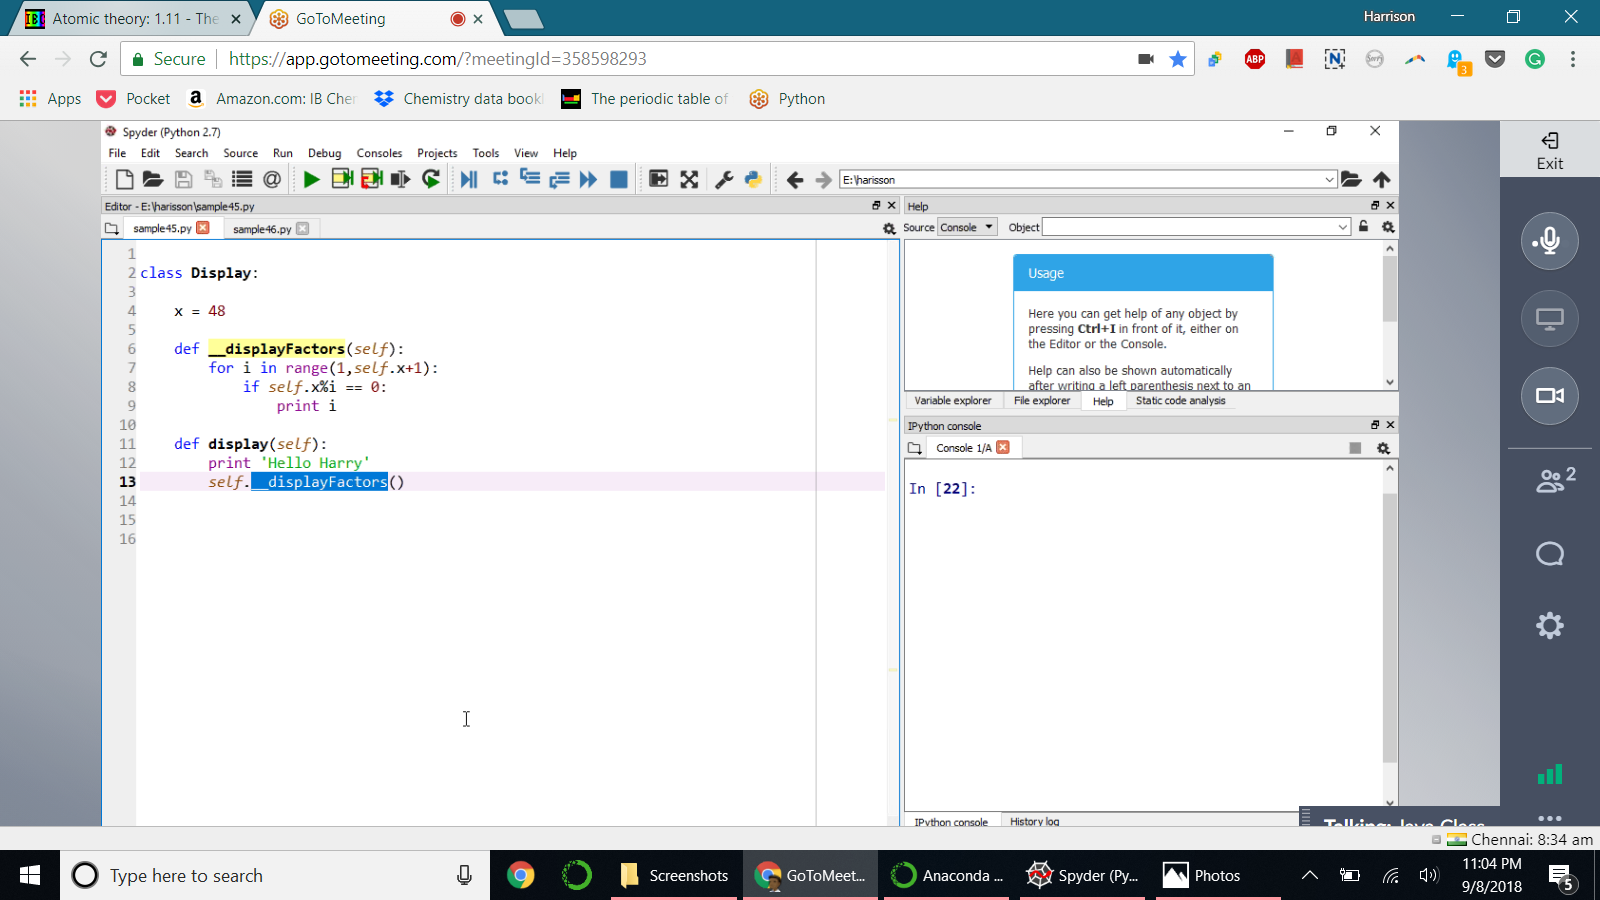 Atomic theory: 1.11 - The
GoToMeeting
Harrison
Secure
https://app.gotomeeting.com/?meetingId=358598293
ABP
N
Sorry
3
G
Apps
Pocket
Amazon.com: IB Cher
Chemistry data book
The periodic table of
Python
Spyder (Python 2.7)
File Edit Search Source Run Debug Consoles Projects Tools View Help
E:\harisson
Editor - E:\harisson\sample45.py
Help
sample45.py
sample46.py
Source Console
Object
1
2 class Display:
3
4     x = 48
5
6     def __displayFactors(self):
7         for i in range(1,self.x+1):
8             if self.x%i == 0:
9                 print i
10
11     def display(self):
12         print 'Hello Harry'
13         self.__displayFactors()
14
15
16
Usage
Here you can get help of any object by
pressing Ctrl+I in front of it, either on
the Editor or the Console.
Help can also be shown automatically
after writing a left parenthesis next to an
Variable explorer File explorer Help Static code analysis
IPython console
Console 1/A
In [22]:
IPython console History log
Exit
2
Talking: Java Class
Chennai: 8:34 am
Type here to search
Screenshots
GoToMeet...
Anaconda ...
Spyder (Py...
Photos
11:04 PM
9/8/2018
5